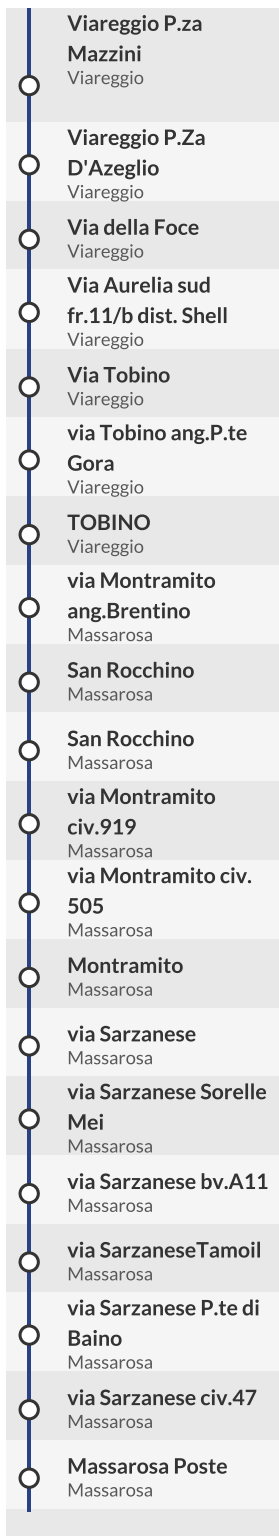 Viareggio P.za
Mazzini
Viareggio
Viareggio P.Za
D'Azeglio
Viareggio
Via della Foce
Viareggio
Via Aurelia sud
fr.11/b dist. Shell
Viareggio
Via Tobino
Viareggio
via Tobino ang.P.te
Gora
Viareggio
TOBINO
Viareggio
via Montramito
ang.Brentino
Massarosa
San Rocchino
Massarosa
San Rocchino
Massarosa
via Montramito
civ.919
Massarosa
via Montramito civ.
505
Massarosa
Montramito
Massarosa
via Sarzanese
Massarosa
via Sarzanese Sorelle
Mei
Massarosa
via Sarzanese bv.A11
Massarosa
via SarzaneseTamoil
Massarosa
via Sarzanese P.te di
Baino
Massarosa
via Sarzanese civ.47
Massarosa
Massarosa Poste
Massarosa